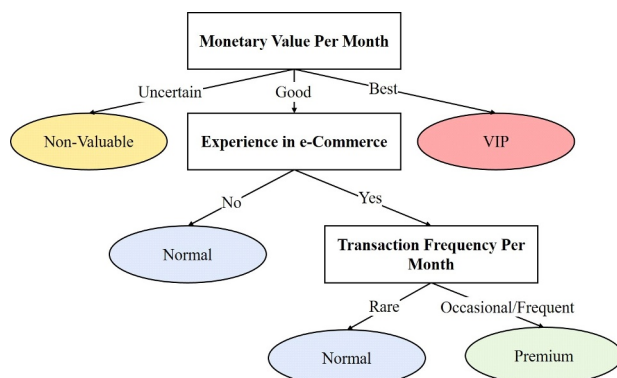 Monetary Value Per Month
Uncertain
Good
Best
Non-Valuable
Experience in e-Commerce
VIP
No
Yes
Normal
Transaction Frequency Per
Month
Rare
Occasional/Frequent
Normal
Premium